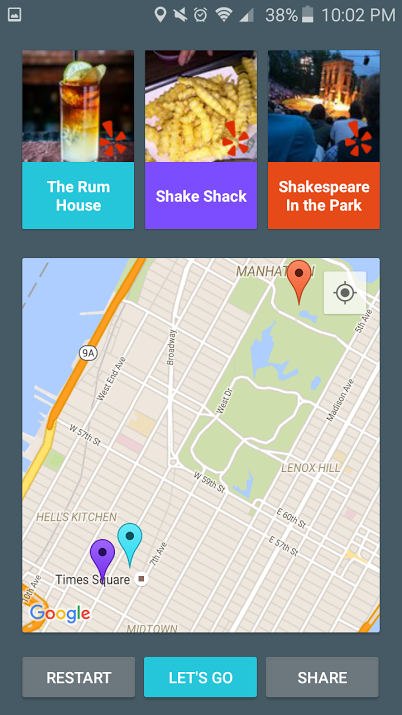 38% 10:02 PM
The Rum
House
Shake Shack
Shakespeare
In the Park
MANHATTAN
5th Ave
9A
Broadway
West End Ave
West Dr
Madison Ave
W 57th St
LENOX HILL
W 59th St
E 60th St
HELL'S KITCHEN
E 57th St
7th Ave
Times Square
10th Ave
Google
MIDTOWN
RESTART
LET'S GO
SHARE